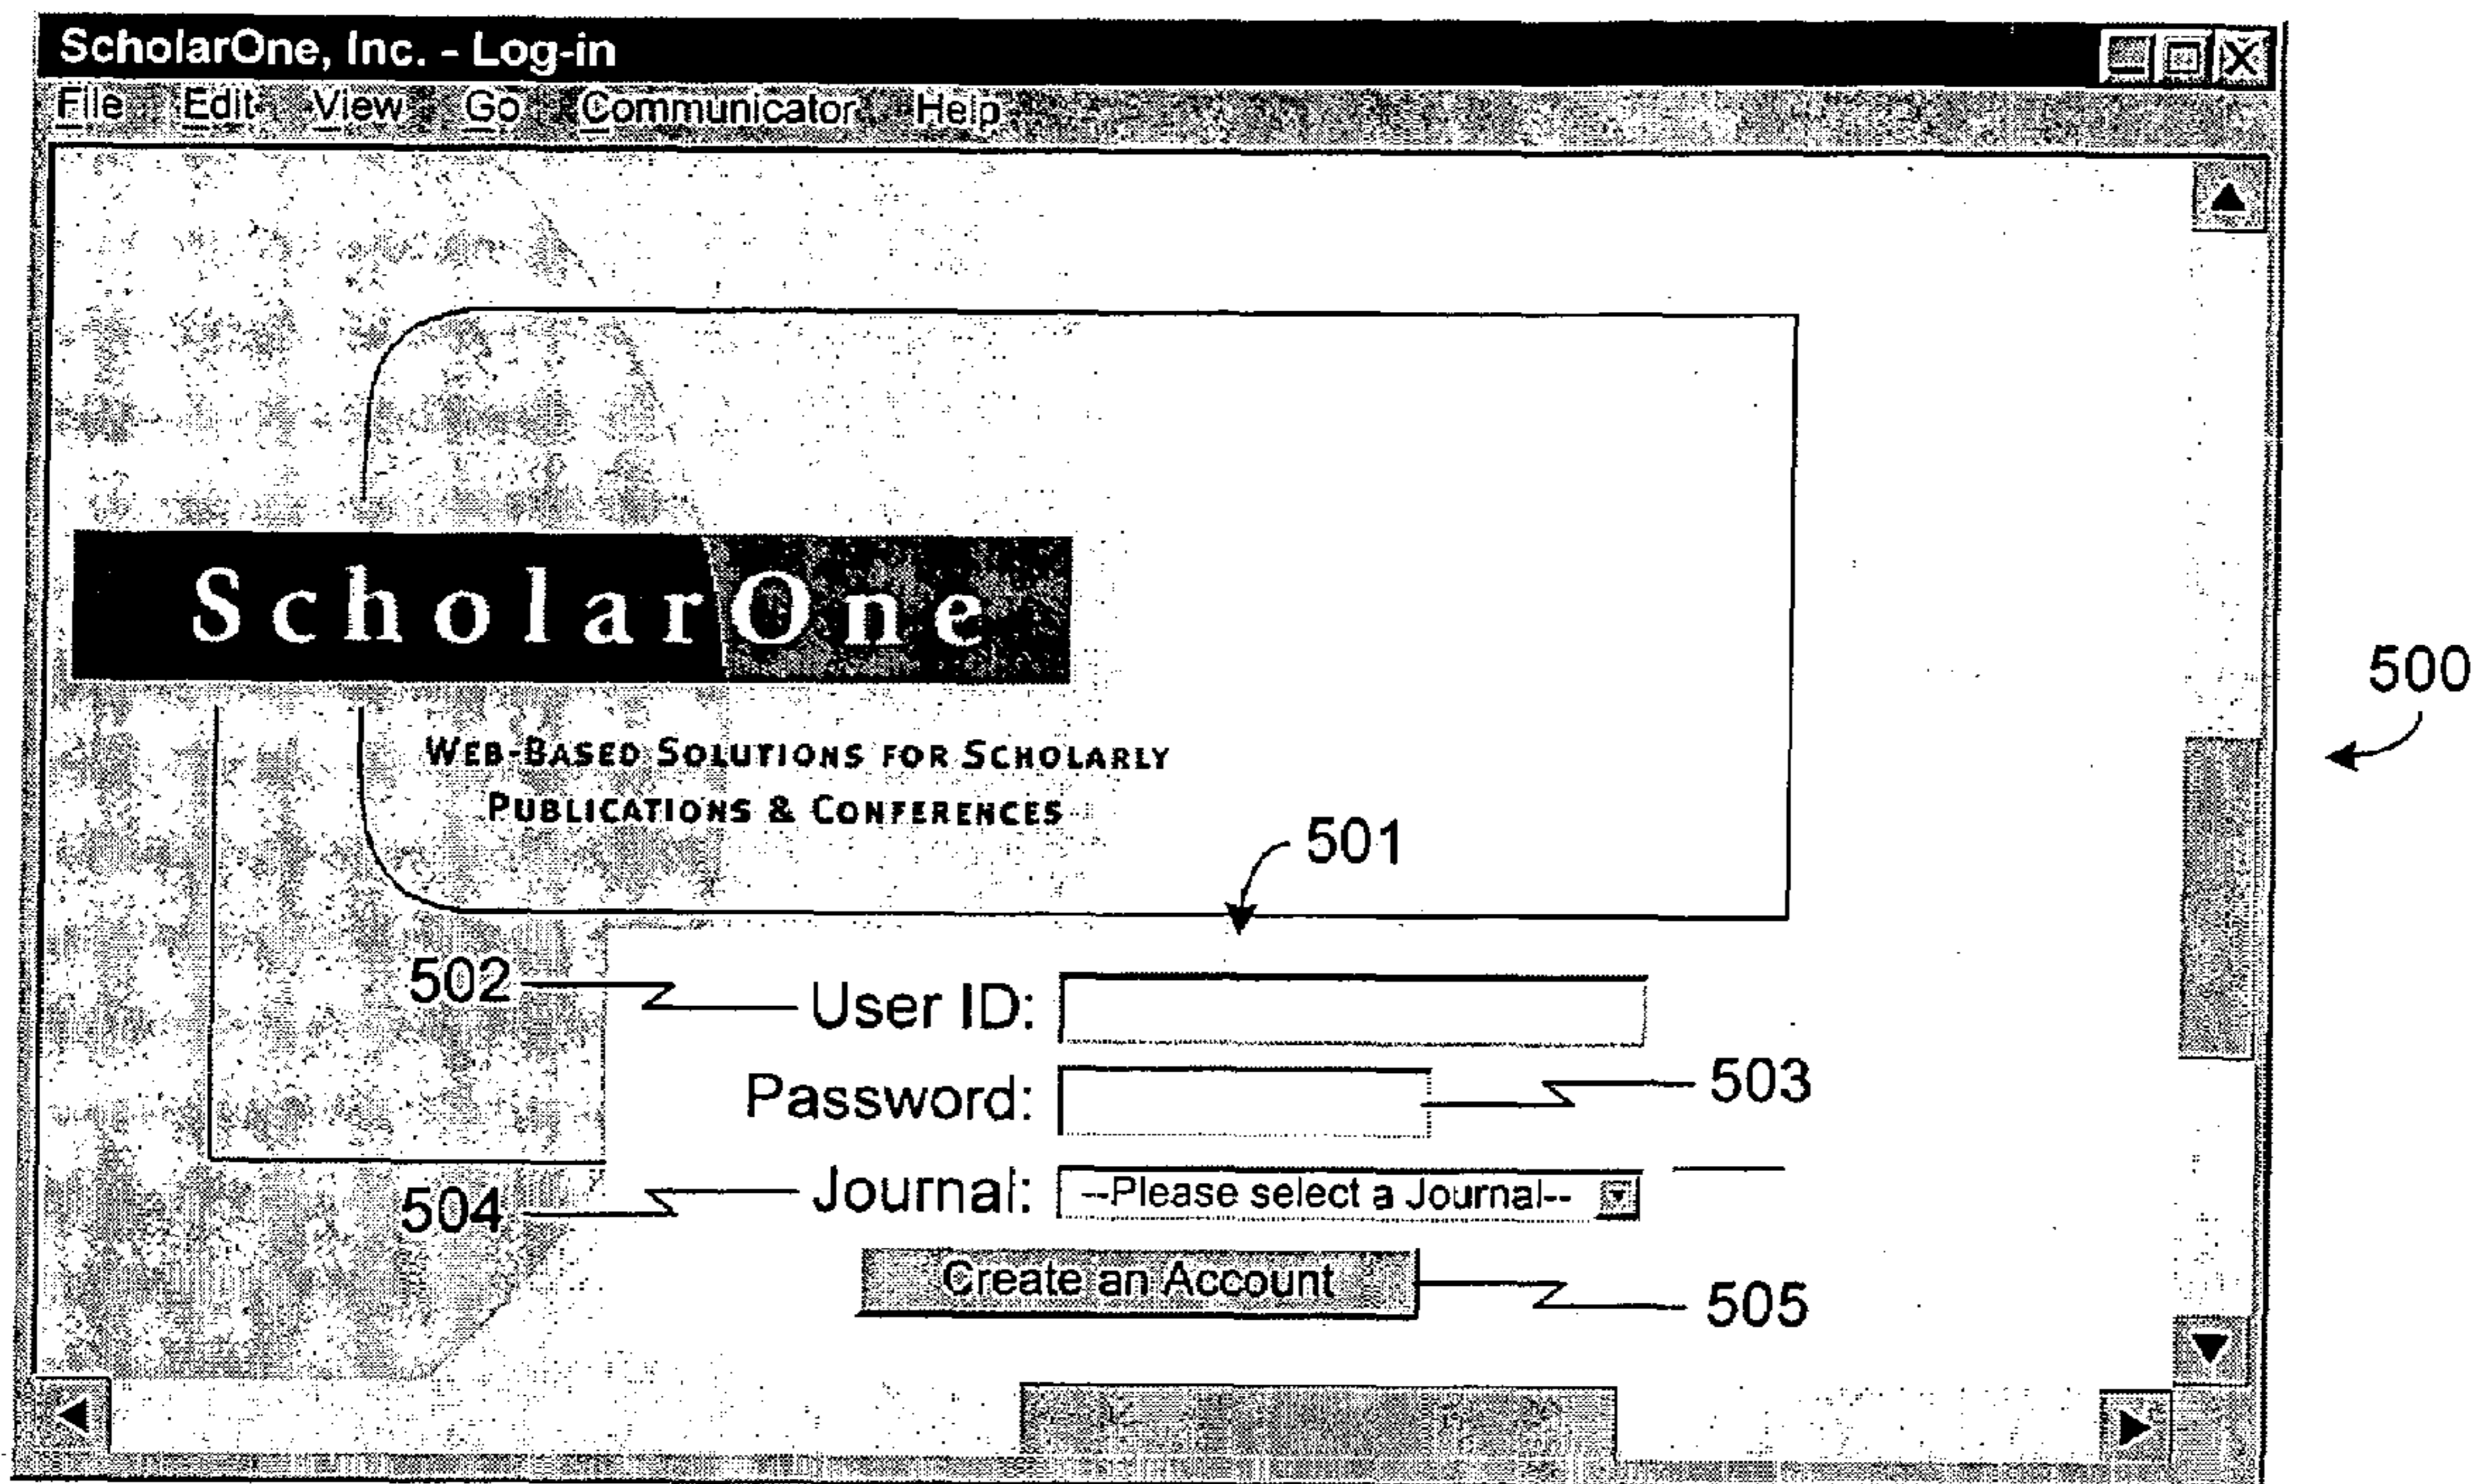 ScholarOne, Inc. - Log-in
File Edit View Go Communicator Help
ScholarOne
500
WEB-BASED SOLUTIONS FOR SCHOLARLY
PUBLICATIONS & CONFERENCES
501
502 User ID:
Password: 503
504 Journal: --Please select a Journal--
Create an Account 505